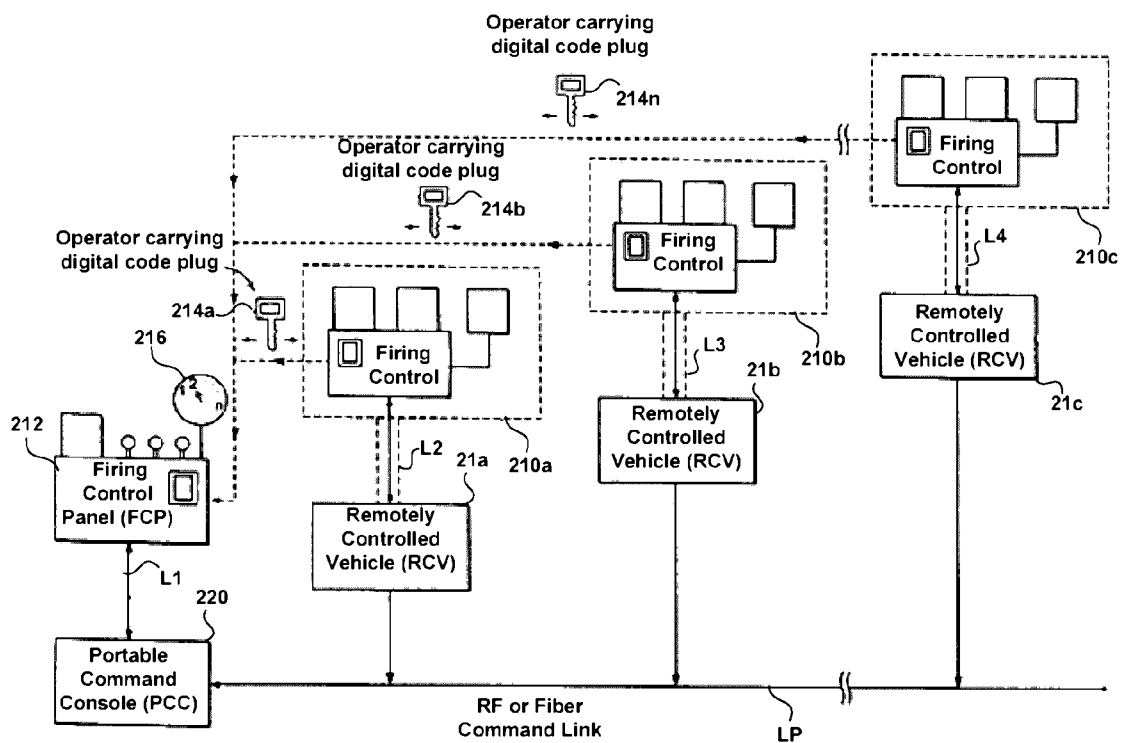 Operator carrying
digital code plug
214n
Firing
Control
210c
Operator carrying
digital code plug
214b
Firing
Control
L4
Operator carrying
digital code plug
214a
Remotely
Controlled
Vehicle (RCV)
210b
L3
21b
21c
216
1 2 n
Firing
Control
Remotely
Controlled
Vehicle (RCV)
212
Firing
Control
Panel (FCP)
L2
210a
21a
Remotely
Controlled
Vehicle (RCV)
L1
220
Portable
Command
Console (PCC)
RF or Fiber
Command Link
LP